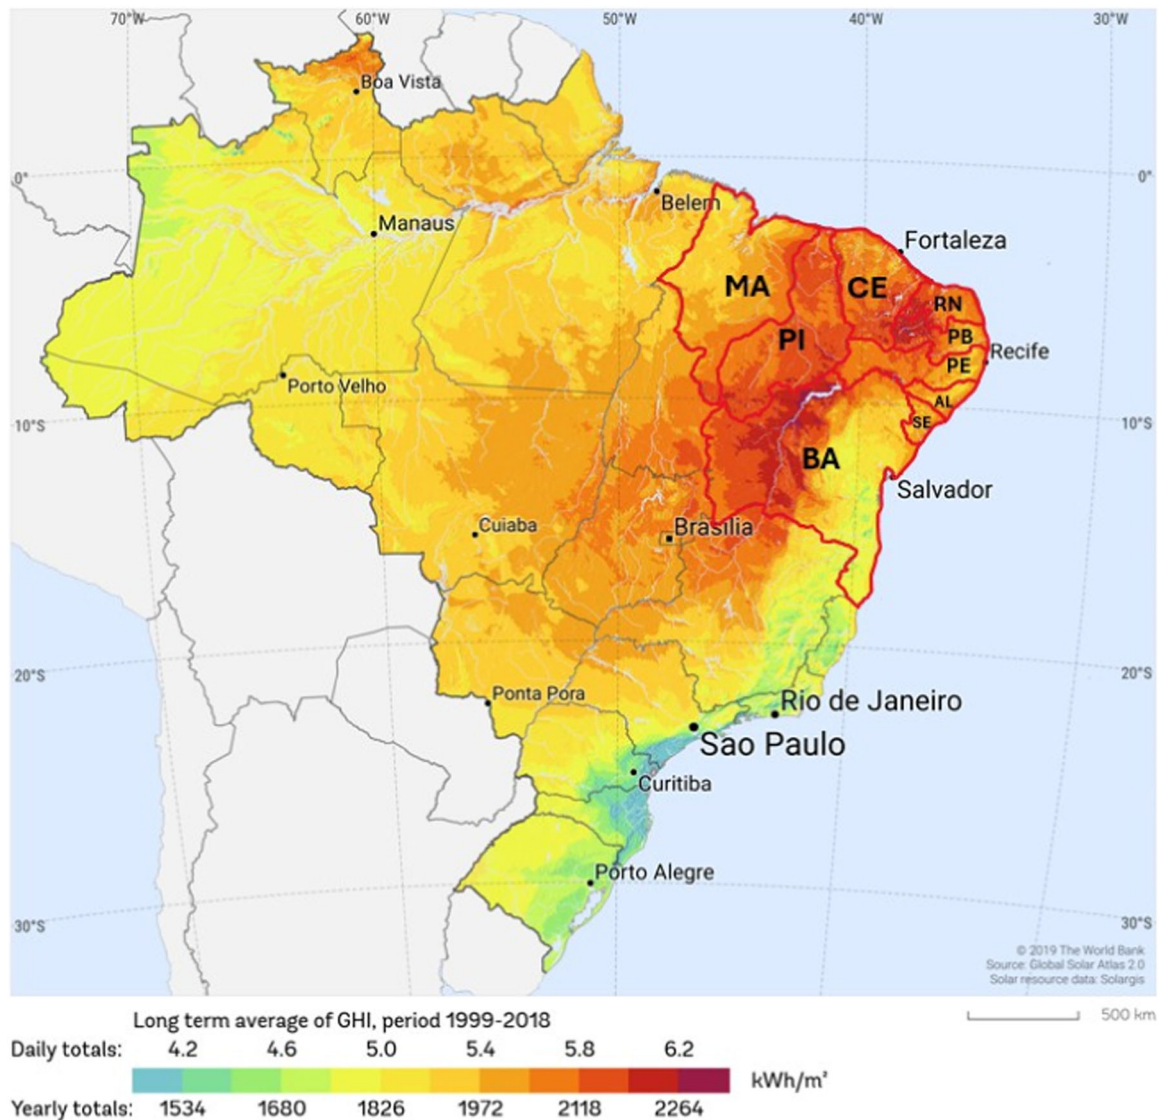 70°W 60°W 50°W 40°W 30°W
Boa Vista
0° 0°
Belem
Manaus
Fortaleza
MA CE
RN
PI PB
Recife
PE
Porto Velho
AL
10°S SE 10°S
BA
Salvador
Cuiaba Brasilia
20°S 20°S
Ponta Pora
Rio de Janeiro
Sao Paulo
Curitiba
Porto Alegre
30°S 30°S
© 2019 The World Bank
Source: Global Solar Atlas 2.0
Solar resource data: Solargis
500 km
Long term average of GHI, period 1999-2018
Daily totals: 4.2 4.6 5.0 5.4 5.8 6.2
kWh/m²
Yearly totals: 1534 1680 1826 1972 2118 2264